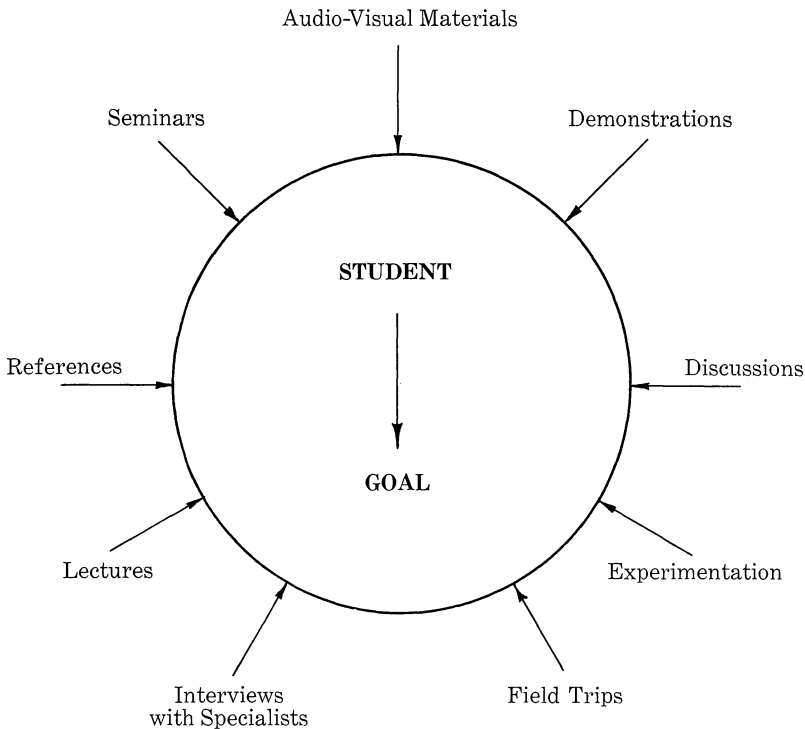 Audio-Visual Materials
Seminars
Demonstrations
STUDENT
References
Discussions
GOAL
Lectures
Experimentation
Interviews
with Specialists
Field Trips